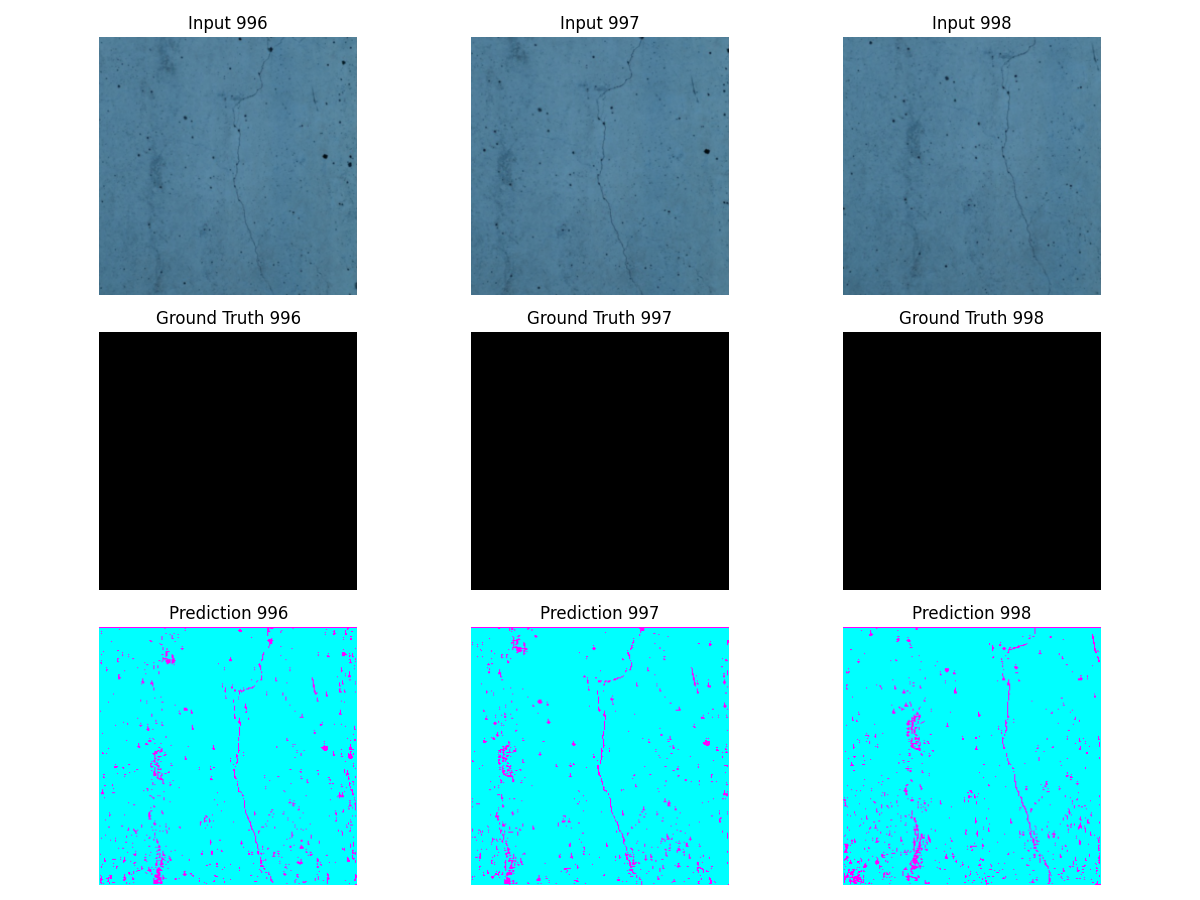 Input 996
Input 997
Input 998
Ground Truth 996
Ground Truth 997
Ground Truth 998
Prediction 996
Prediction 997
Prediction 998